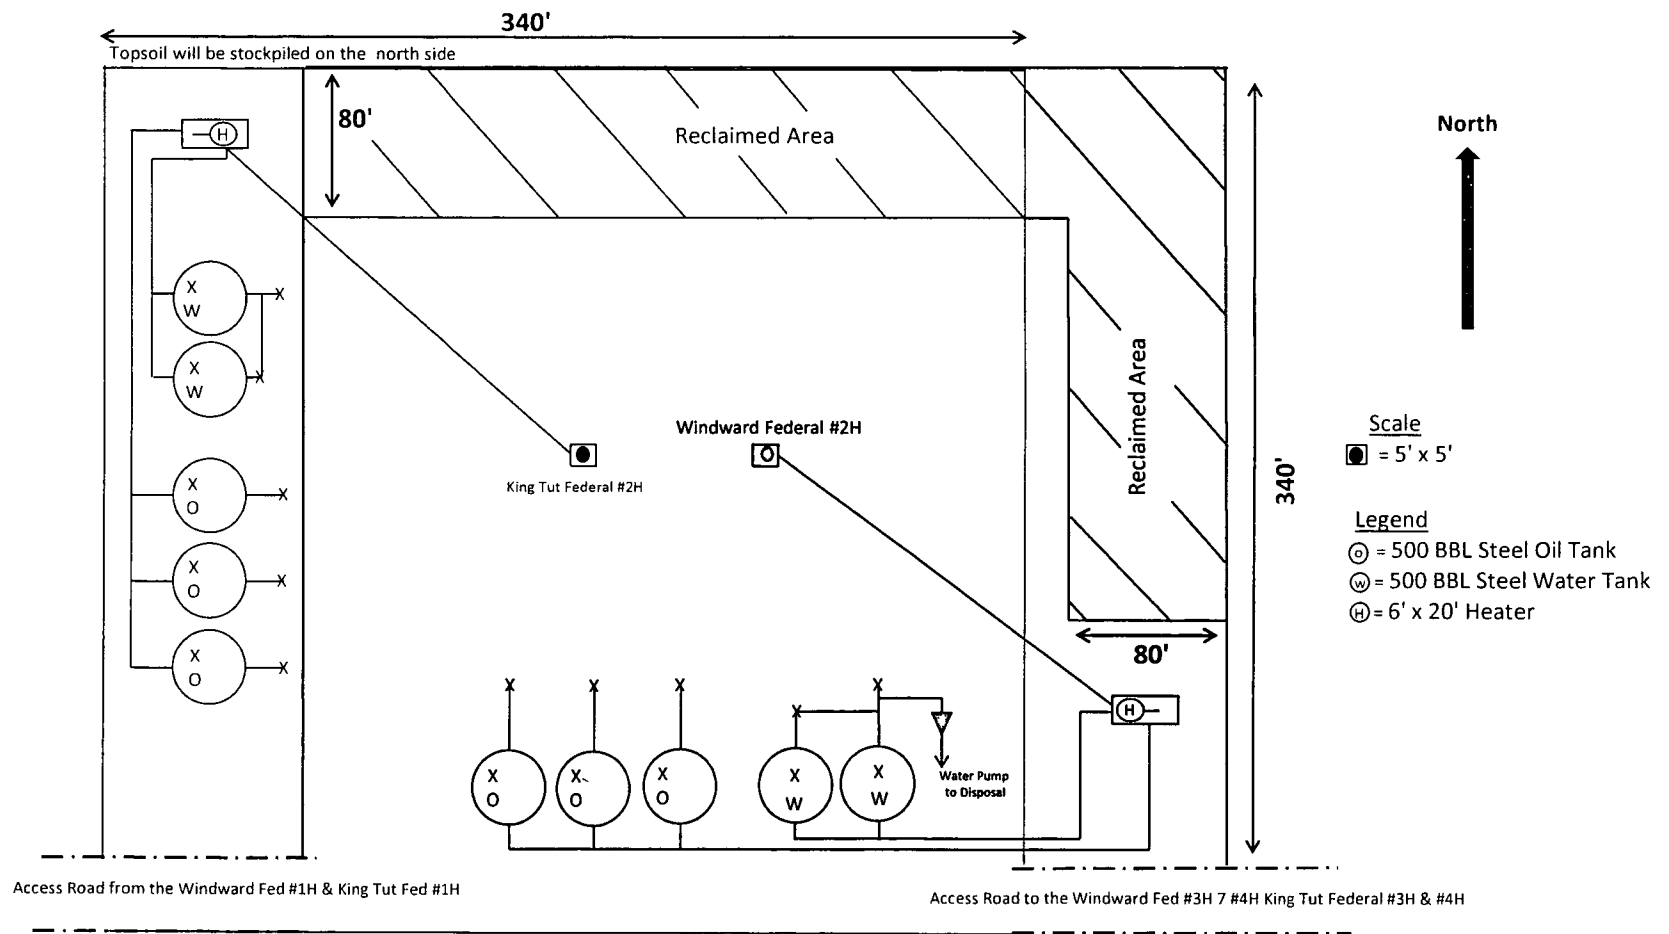 340'
Topsoil will be stockpiled on the north side
80'
Reclaimed Area
North
H
X
W
X
X
W
X
Windward Federal #2H
O
King Tut Federal #2H
Reclaimed Area
340'
Scale
= 5' x 5'
Legend
O = 500 BBL Steel Oil Tank
W = 500 BBL Steel Water Tank
H = 6' x 20' Heater
X
O
X
X
O
X
X
O
X
80'
X
X
X
X
X
H
X
O
X
O
X
O
X
W
X
W
Water Pump
to Disposal
Access Road from the Windward Fed #1H & King Tut Fed #1H
Access Road to the Windward Fed #3H 7 #4H King Tut Federal #3H & #4H